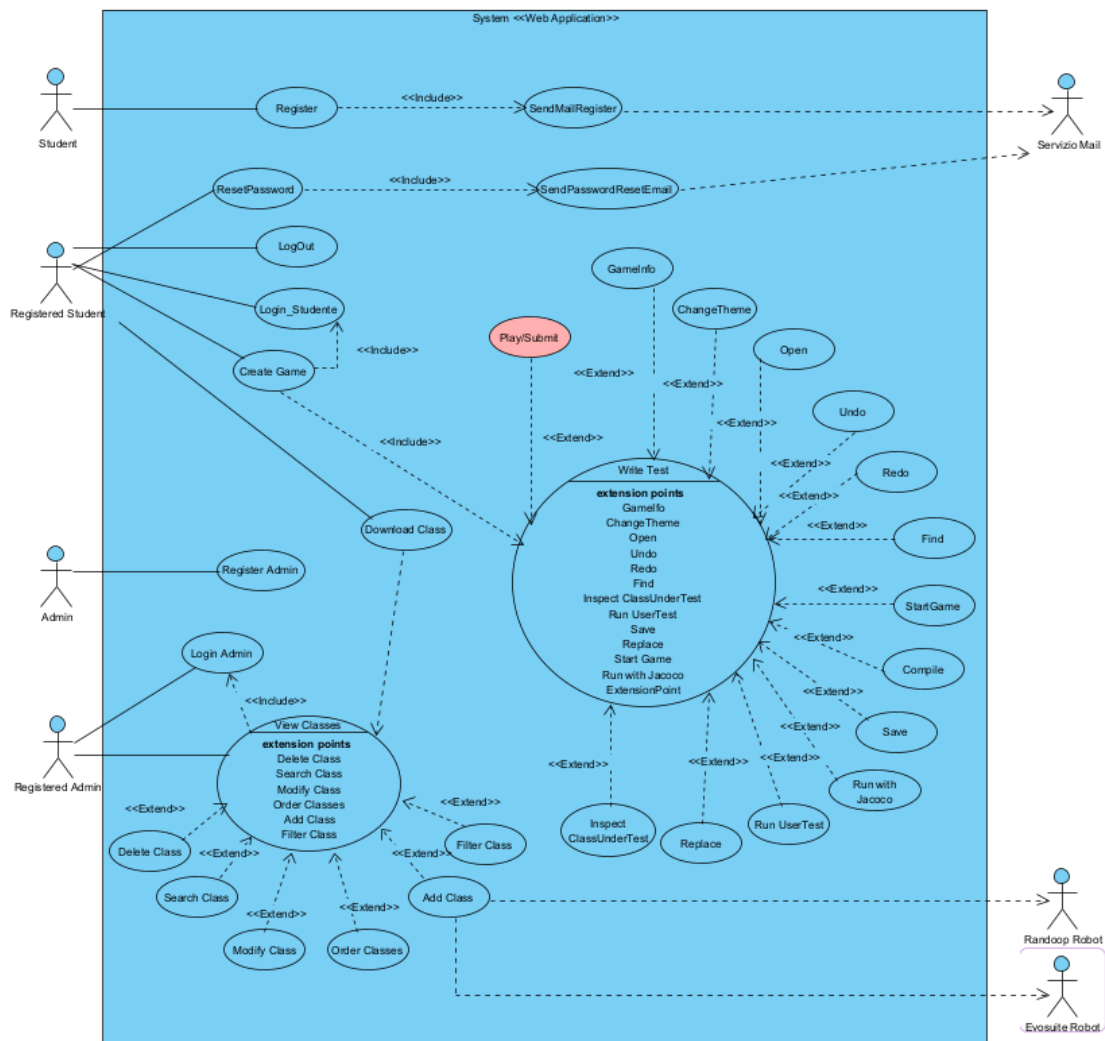 System <<Web Application>>
Student
Register
<<Include>>
SendMailRegister
Servizio Mail
ResetPassword
<<Include>>
SendPasswordResetEmail
LogOut
Registered Student
Login_Studente
<<Include>>
Create Game
<<Include>>
Download Class
GameInfo
ChangeTheme
Play/Submit
Open
<<Extend>>
<<Extend>>
<<Extend>>
<<Extend>>
Undo
<<Extend>>
Redo
<<Extend>>
Find
<<Extend>>
StartGame
<<Extend>>
Compile
<<Extend>>
Save
<<Extend>>
Run with
Jacoco
<<Extend>>
Run UserTest
<<Extend>>
Replace
<<Extend>>
Inspect
ClassUnderTest
<<Extend>>
Write Test
extension points
GameIfo
ChangeTheme
Open
Undo
Redo
Find
Inspect ClassUnderTest
Run UserTest
Save
Replace
Start Game
Run with Jacoco
ExtensionPoint
Admin
Register Admin
Login Admin
<<Include>>
Registered Admin
View Classes
extension points
Delete Class
Search Class
Modify Class
Order Classes
Add Class
Filter Class
<<Extend>>
Delete Class
<<Extend>>
Search Class
<<Extend>>
Modify Class
<<Extend>>
Order Classes
<<Extend>>
Add Class
<<Extend>>
Filter Class
Randoop Robot
Evosuite Robot